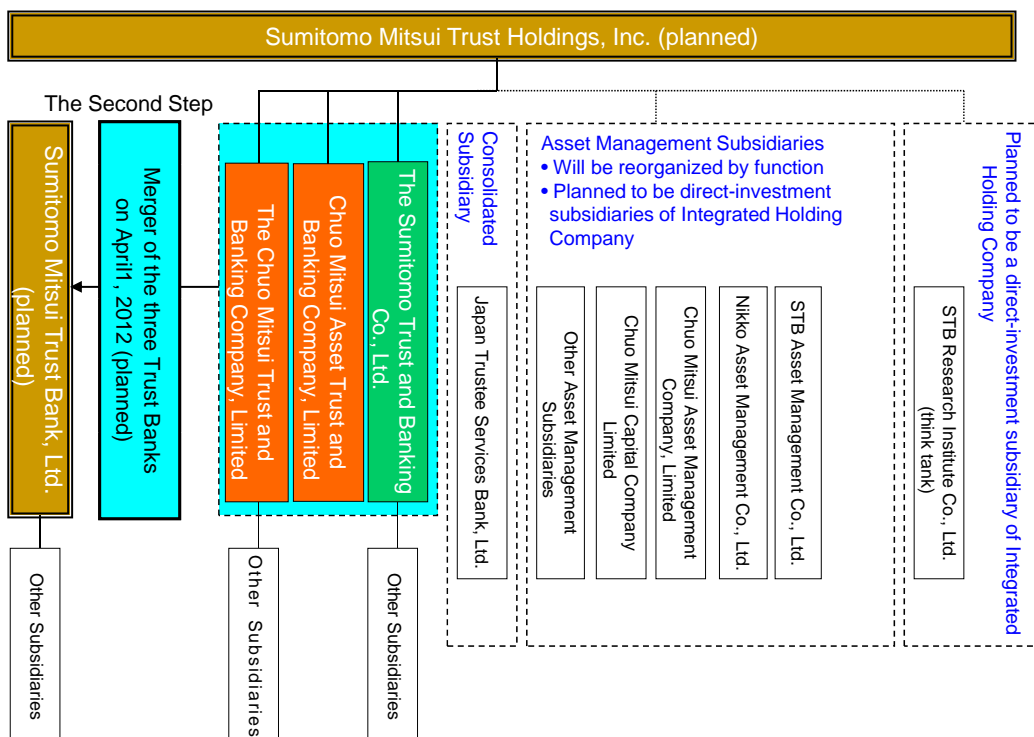 Sumitomo Mitsui Trust Holdings, Inc. (planned)
The Second Step
Sumitomo Mitsui Trust Bank, Ltd.
(planned)
Merger of the three Trust Banks
on April1, 2012 (planned)
The Chuo Mitsui Trust and
Banking Company, Limited
Chuo Mitsui Asset Trust and
Banking Company, Limited
The Sumitomo Trust and Banking
Co., Ltd.
Consolidated
Subsidiary
Japan Trustee Services Bank, Ltd.
Asset Management Subsidiaries
• Will be reorganized by function
• Planned to be direct-investment
subsidiaries of Integrated Holding
Company
Other Asset Management
Subsidiaries
Chuo Mitsui Capital Company
Limited
Chuo Mitsui Asset Management
Company, Limited
Nikko Asset Management Co., Ltd.
STB Asset Management Co., Ltd.
Planned to be a direct-investment subsidiary of Integrated
Holding Company
STB Research Institute Co., Ltd.
(think tank)
Other Subsidiaries
Other Subsidiaries
Other Subsidiaries